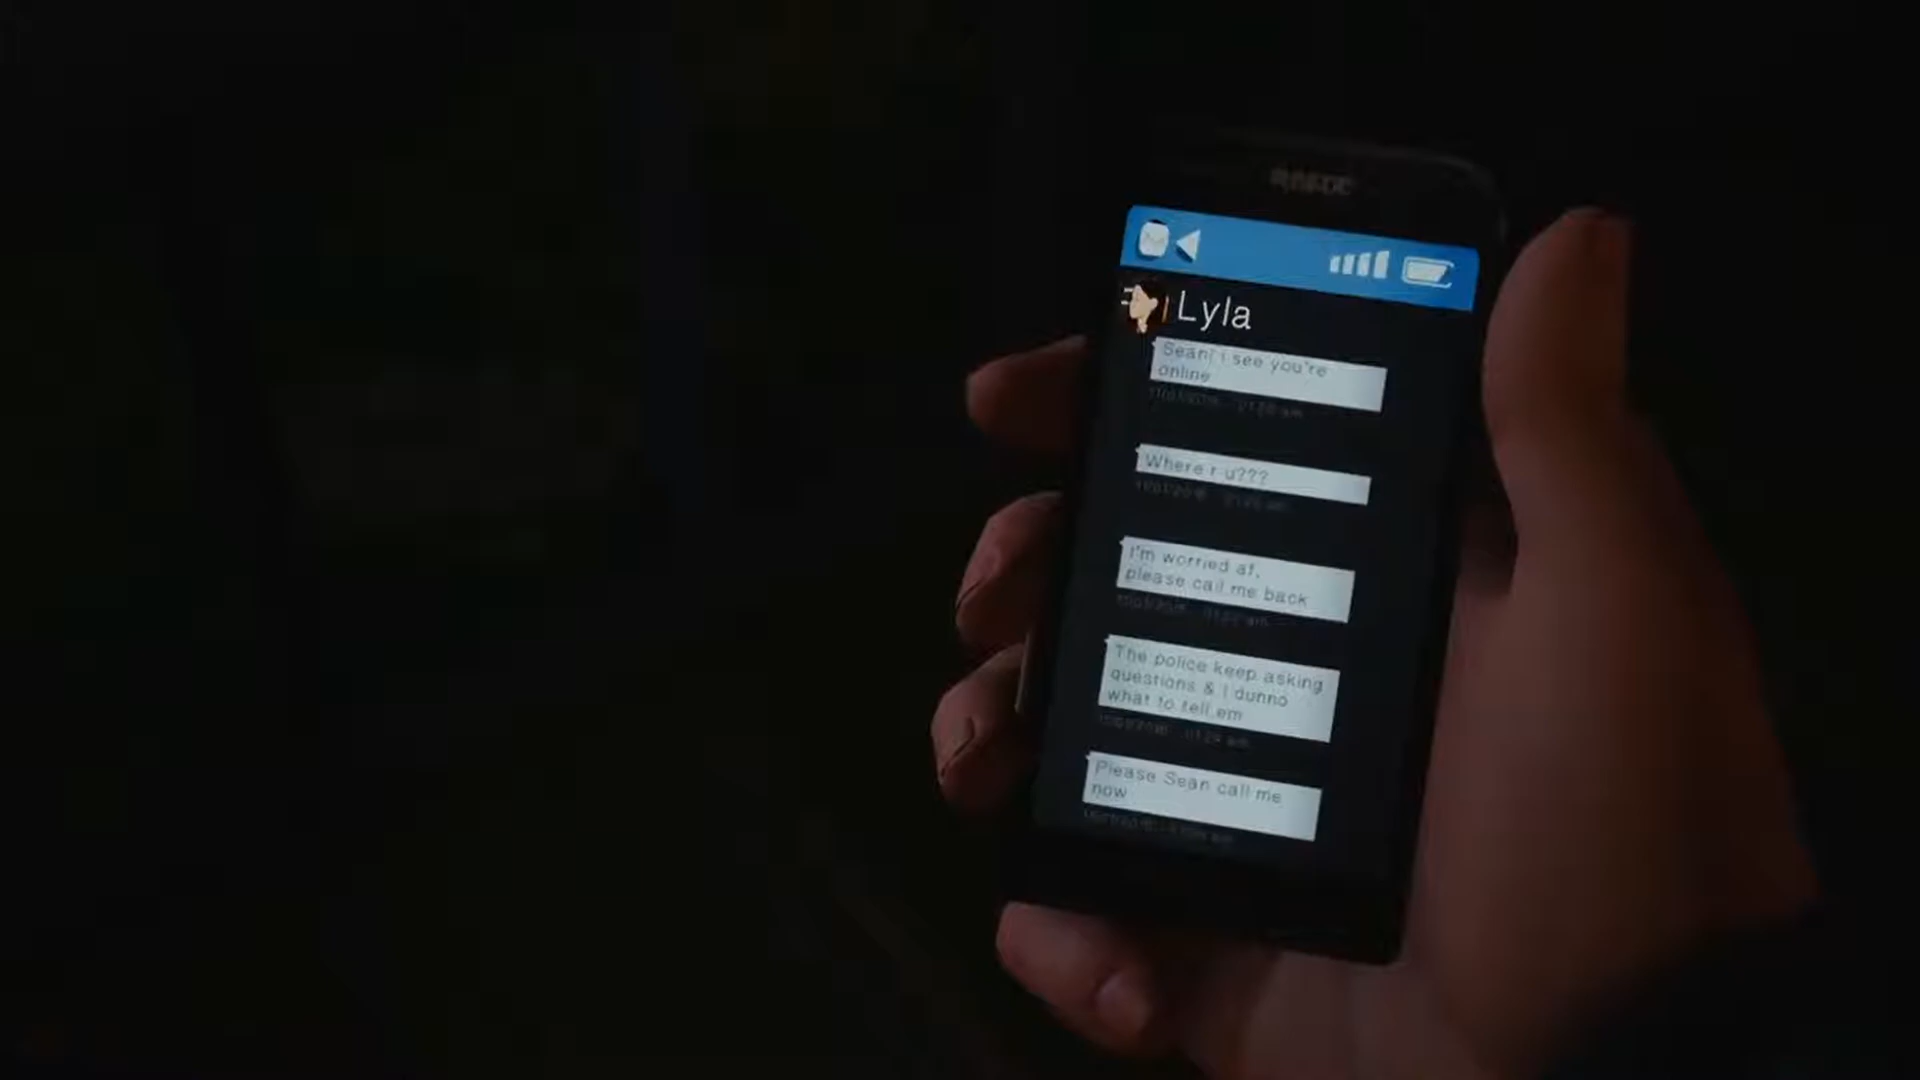 Lyla
Sean! i see you're
online
Where r u???
I'm worried af,
please call me back
The police keep asking
questions & I dunno
what to tell em
Please Sean call me
now